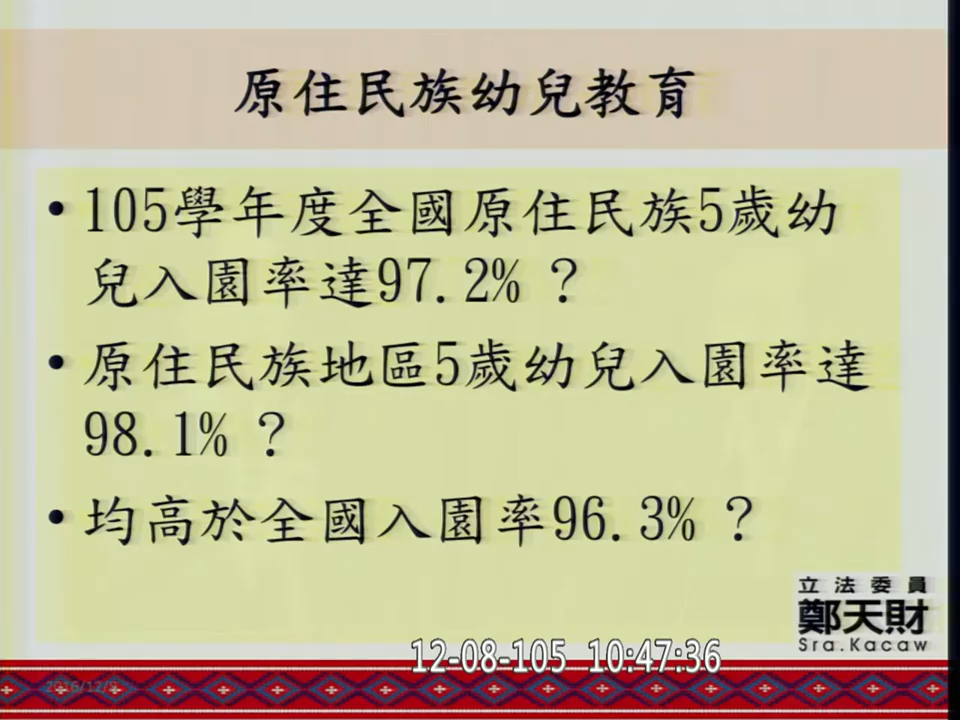 原住民族幼兒教育
• 105學年度全國原住民族5歲幼
兒入園率達97.2%？
• 原住民族地區5歲幼兒入園率達
98.1%？
• 均高於全國入園率96.3%？
立法委員
鄭天財
Sra.Kacaw
12-08-105 10:47:36